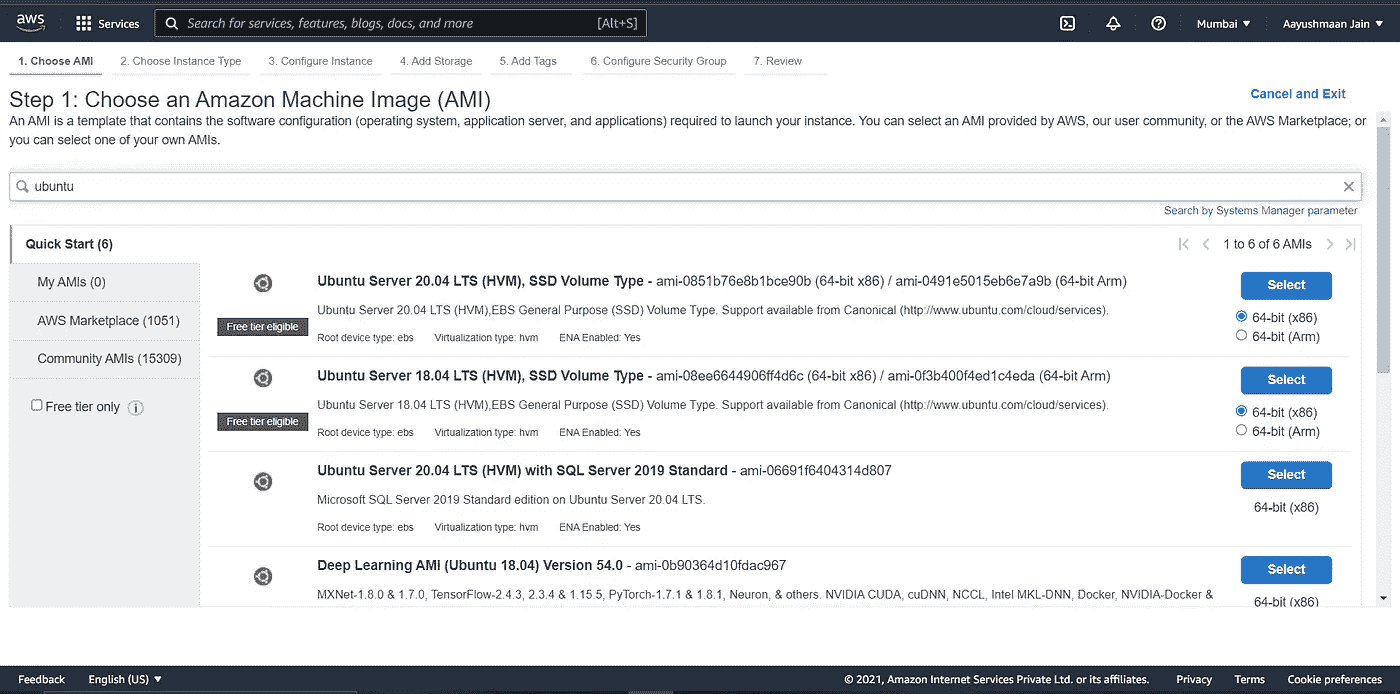 aws
Services
Search for services, features, blogs, docs, and more
[Alt+S]
Mumbai
Aayushmaan Jain
1. Choose AMI
2. Choose Instance Type
3. Configure Instance
4. Add Storage
5. Add Tags
6. Configure Security Group
7. Review
Step 1: Choose an Amazon Machine Image (AMI)
Cancel and Exit
An AMI is a template that contains the software configuration (operating system, application server, and applications) required to launch your instance. You can select an AMI provided by AWS, our user community, or the AWS Marketplace; or
you can select one of your own AMIs.
ubuntu
Search by Systems Manager parameter
Quick Start (6)
1 to 6 of 6 AMIs
My AMIs (0)
AWS Marketplace (1051)
Community AMIs (15309)
Free tier only
Ubuntu Server 20.04 LTS (HVM), SSD Volume Type - ami-0851b76e8b1bce90b (64-bit x86) / ami-0491e5015eb6e7a9b (64-bit Arm)
Free tier eligible
Ubuntu Server 20.04 LTS (HVM),EBS General Purpose (SSD) Volume Type. Support available from Canonical (http://www.ubuntu.com/cloud/services).
Root device type: ebs Virtualization type: hvm ENA Enabled: Yes
Select
64-bit (x86)
64-bit (Arm)
Ubuntu Server 18.04 LTS (HVM), SSD Volume Type - ami-08ee6644906ff4d6c (64-bit x86) / ami-0f3b400f4ed1c4eda (64-bit Arm)
Free tier eligible
Ubuntu Server 18.04 LTS (HVM),EBS General Purpose (SSD) Volume Type. Support available from Canonical (http://www.ubuntu.com/cloud/services).
Root device type: ebs Virtualization type: hvm ENA Enabled: Yes
Select
64-bit (x86)
64-bit (Arm)
Ubuntu Server 20.04 LTS (HVM) with SQL Server 2019 Standard - ami-06691f6404314d807
Microsoft SQL Server 2019 Standard edition on Ubuntu Server 20.04 LTS.
Root device type: ebs Virtualization type: hvm ENA Enabled: Yes
Select
64-bit (x86)
Deep Learning AMI (Ubuntu 18.04) Version 54.0 - ami-0b90364d10fdac967
MXNet-1.8.0 & 1.7.0, TensorFlow-2.4.3, 2.3.4 & 1.15.5, PyTorch-1.7.1 & 1.8.1, Neuron, & others. NVIDIA CUDA, cuDNN, NCCL, Intel MKL-DNN, Docker, NVIDIA-Docker &
Select
64-bit (x86)
Feedback
English (US)
© 2021, Amazon Internet Services Private Ltd. or its affiliates.
Privacy
Terms
Cookie preferences